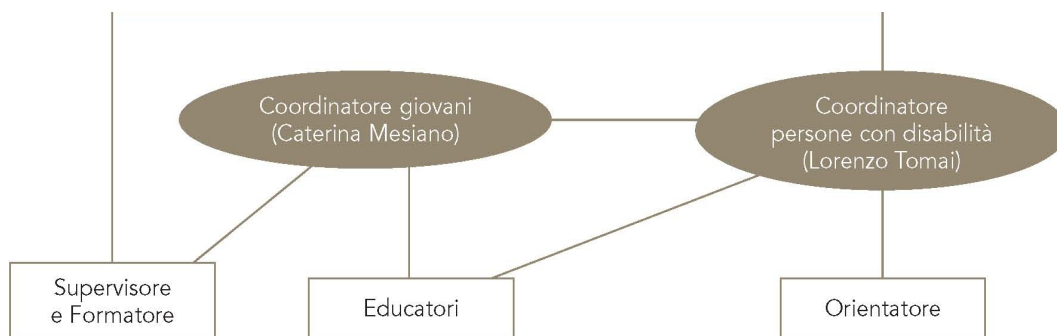 Coordinatore giovani
(Caterina Mesiano)
Coordinatore
persone con disabilità
(Lorenzo Tomai)
Supervisore
e Formatore
Educatori
Orientatore